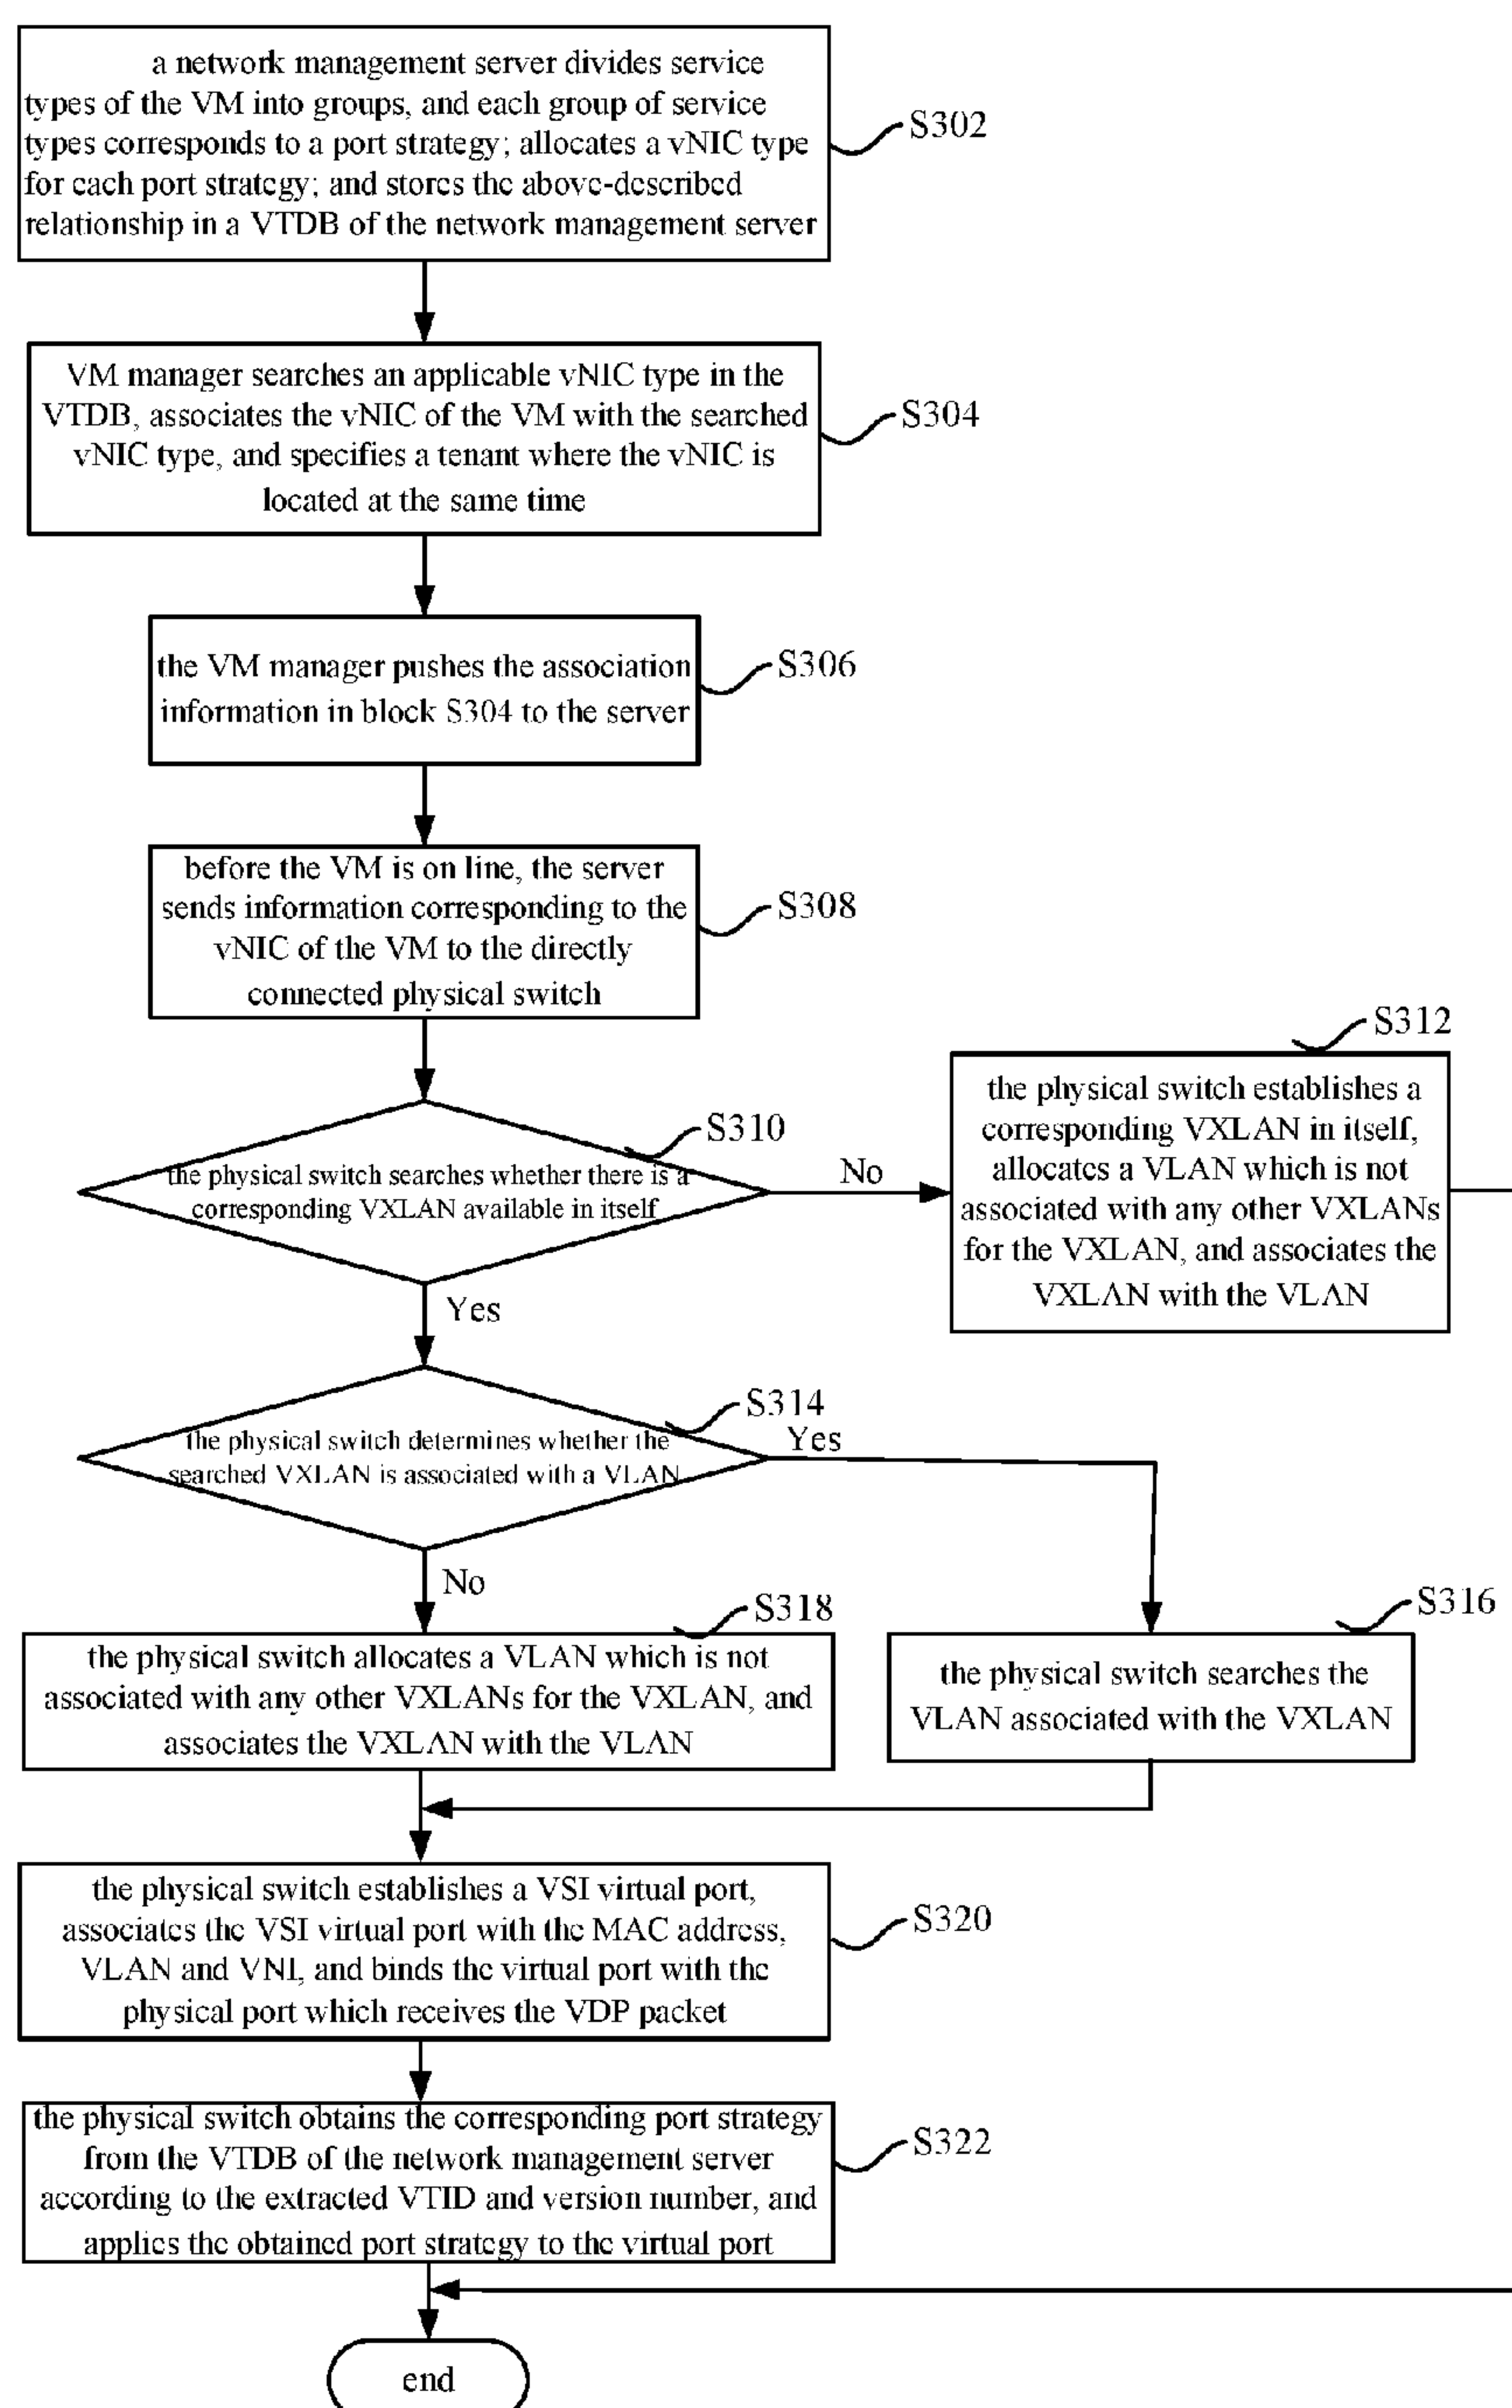 a network management server divides service
types of the VM into groups, and each group of service
types corresponds to a port strategy; allocates a vNIC type
for each port strategy; and stores the above-described
relationship in a VTDB of the network management server
S302
VM manager searches an applicable vNIC type in the
VTDB, associates the vNIC of the VM with the searched
vNIC type, and specifies a tenant where the vNIC is
located at the same time
S304
the VM manager pushes the association
information in block S304 to the server
S306
before the VM is on line, the server
sends information corresponding to the
vNIC of the VM to the directly
connected physical switch
S308
S310
the physical switch searches whether there is a
corresponding VXLAN available in itself
No
Yes
S312
the physical switch establishes a
corresponding VXLAN in itself,
allocates a VLAN which is not
associated with any other VXLANs
for the VXLAN, and associates the
VXLAN with the VLAN
S314
the physical switch determines whether the
searched VXLAN is associated with a VLAN
Yes
No
S318
the physical switch allocates a VLAN which is not
associated with any other VXLANs for the VXLAN, and
associates the VXLAN with the VLAN
S316
the physical switch searches the
VLAN associated with the VXLAN
the physical switch establishes a VSI virtual port,
associates the VSI virtual port with the MAC address,
VLAN and VNI, and binds the virtual port with the
physical port which receives the VDP packet
S320
the physical switch obtains the corresponding port strategy
from the VTDB of the network management server
according to the extracted VTID and version number, and
applies the obtained port strategy to the virtual port
S322
end